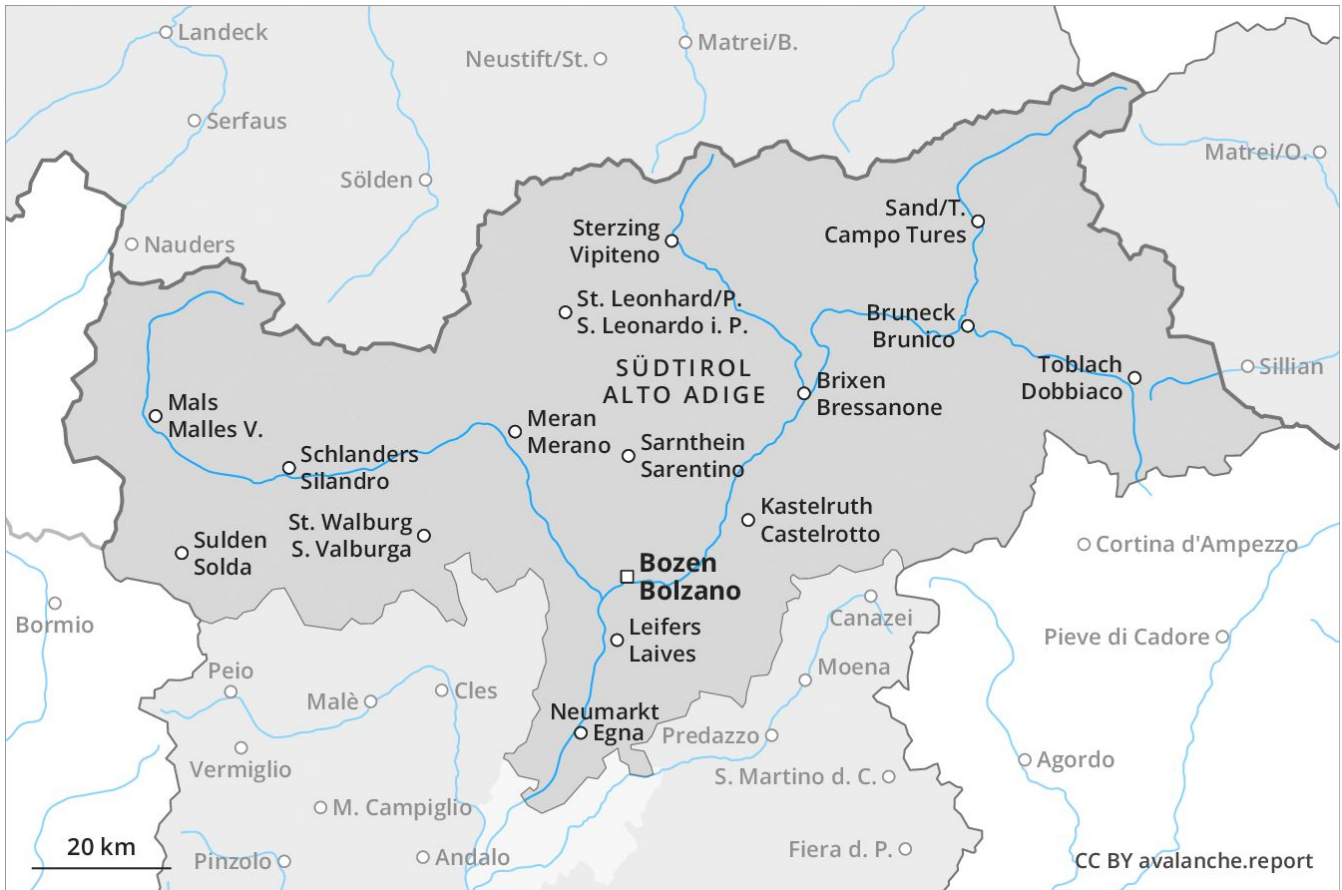 Landeck
Neustift/St.
Matrei/B.
Serfaus
Matrei/O.
Sölden
Sand/T.
Campo Tures
Sterzing
Vipiteno
Nauders
St. Leonhard/P.
S. Leonardo i. P.
Bruneck
Brunico
SÜDTIROL
ALTO ADIGE
Toblach
Dobbiaco
Sillian
Brixen
Bressanone
Mals
Malles V.
Meran
Merano
Sarnthein
Sarentino
Schlanders
Silandro
Kastelruth
Castelrotto
St. Walburg
S. Valburga
Sulden
Solda
Cortina d'Ampezzo
Bozen
Bolzano
Bormio
Canazei
Leifers
Laives
Pieve di Cadore
Peio
Moena
Malè
Cles
Neumarkt
Egna
Predazzo
Vermiglio
Agordo
S. Martino d. C.
M. Campiglio
20 km
Pinzolo
Andalo
Fiera d. P.
CC BY avalanche.report